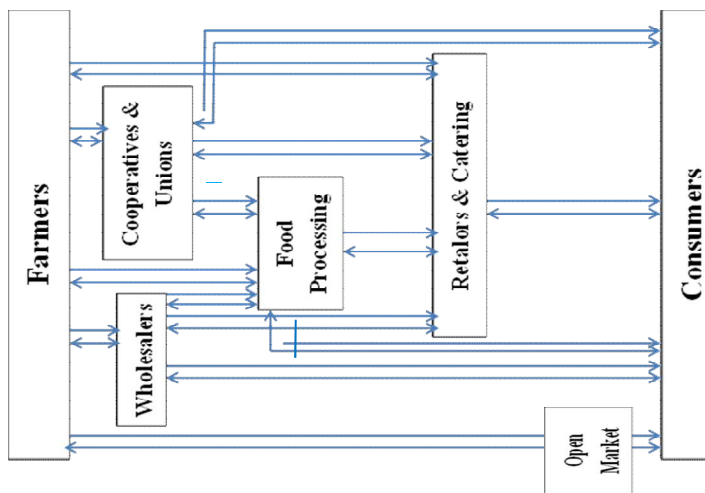 Farmers
Cooperatives &
Unions
Wholesalers
Food
Processing
Retalors & Catering
Open
Market
Consumers